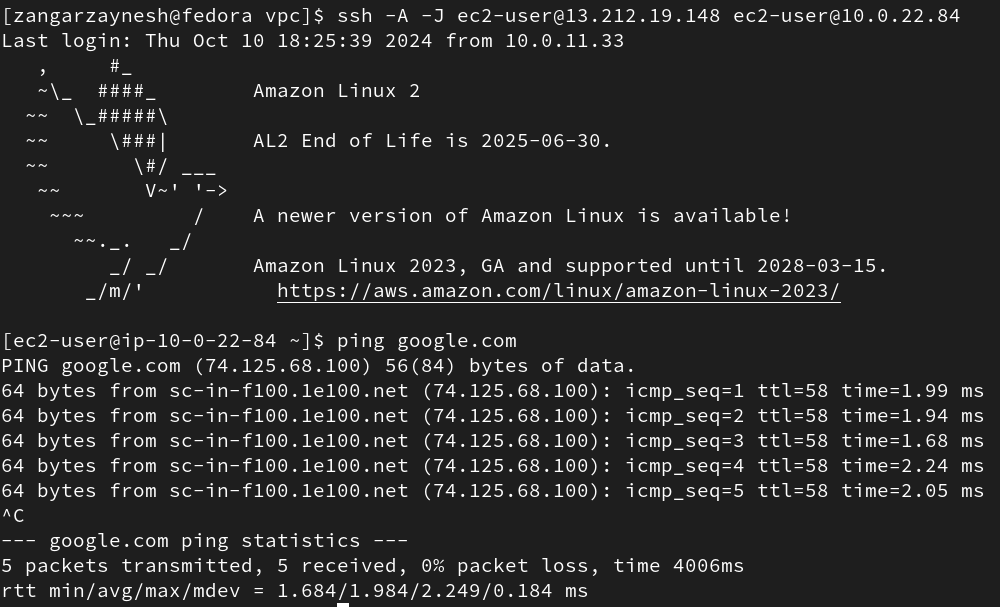 [zangarzaynesh@fedora vpc]$ ssh -A -J ec2-user@13.212.19.148 ec2-user@10.0.22.84
Last login: Thu Oct 10 18:25:39 2024 from 10.0.11.33
   ,     #_
   ~\_  ####_        Amazon Linux 2
  ~~  \_#####\
  ~~     \###|       AL2 End of Life is 2025-06-30.
  ~~       \#/ ___
   ~~       V~' '->
    ~~~         /    A newer version of Amazon Linux is available!
      ~~._.   _/
         _/ _/       Amazon Linux 2023, GA and supported until 2028-03-15.
       _/m/'           https://aws.amazon.com/linux/amazon-linux-2023/
[ec2-user@ip-10-0-22-84 ~]$ ping google.com
PING google.com (74.125.68.100) 56(84) bytes of data.
64 bytes from sc-in-f100.1e100.net (74.125.68.100): icmp_seq=1 ttl=58 time=1.99 ms
64 bytes from sc-in-f100.1e100.net (74.125.68.100): icmp_seq=2 ttl=58 time=1.94 ms
64 bytes from sc-in-f100.1e100.net (74.125.68.100): icmp_seq=3 ttl=58 time=1.68 ms
64 bytes from sc-in-f100.1e100.net (74.125.68.100): icmp_seq=4 ttl=58 time=2.24 ms
64 bytes from sc-in-f100.1e100.net (74.125.68.100): icmp_seq=5 ttl=58 time=2.05 ms
^C
--- google.com ping statistics ---
5 packets transmitted, 5 received, 0% packet loss, time 4006ms
rtt min/avg/max/mdev = 1.684/1.984/2.249/0.184 ms